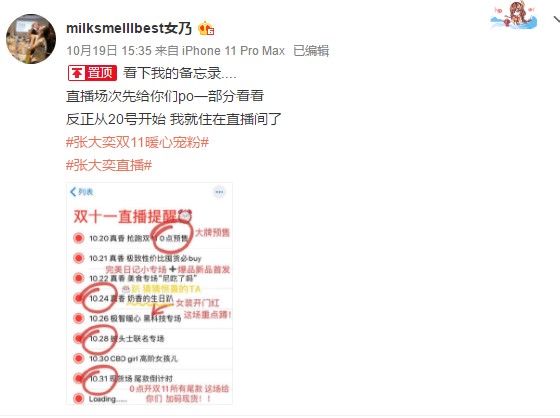 milksmelllbest女乃
10月19日 15:35 来自 iPhone 11 Pro Max 已编辑
置顶 看下我的备忘录....
直播场次先给你们po一部分看看
反正从20号开始 我就住在直播间了
#张大奕双11暖心宠粉#
#张大奕直播#
列表
双十一直播提醒
大牌预售
10.20 真香 抢跑双11 0点预售
10.21 真香 极致性价比囤货必buy
完美日记小专场 + 爆品新品首发
10.22 真香 美食专场"尼吃了吗"
趴 猜猜惊喜的TA
10.24 真香 奶香的生日趴
女装开门红
10.26 极智暖心 黑科技专场
这场重点蹲!
10.28 披头士联名专场
10.30 CBD girl 高阶女孩儿
10.31 现货场 尾款倒计时
0点开双11所有尾款 这场给
你们 加码现货!!
Loading......